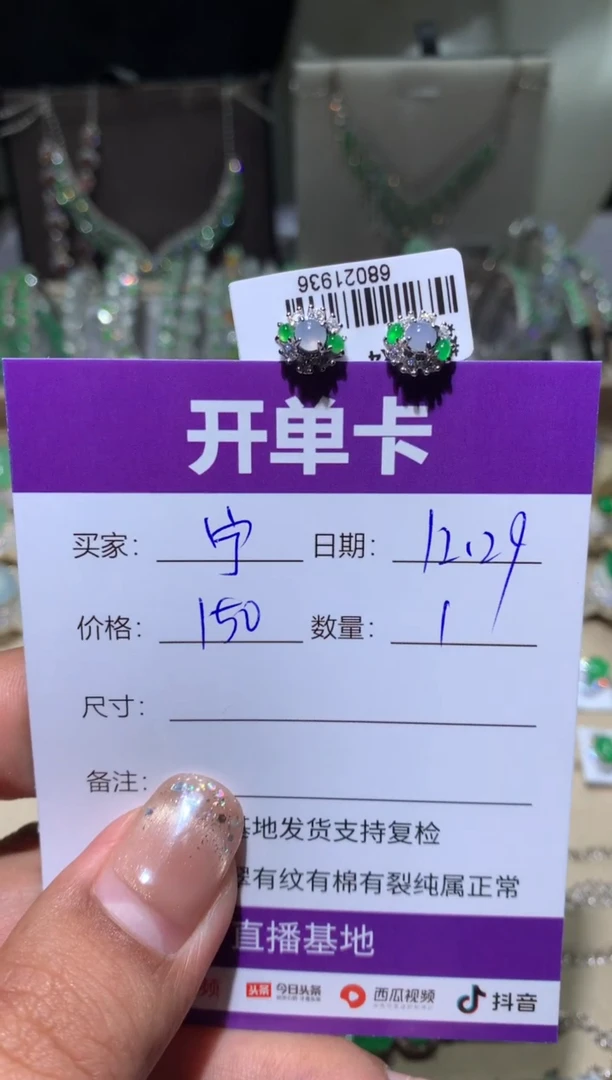 68021936
开单卡
买家： 宁 日期： 12.29
价格： 150 数量： 1
尺寸：
备注：
基地发货支持复检
翠有纹有棉有裂纯属正常
直播基地
频 头条 今日头条 西瓜视频 抖音